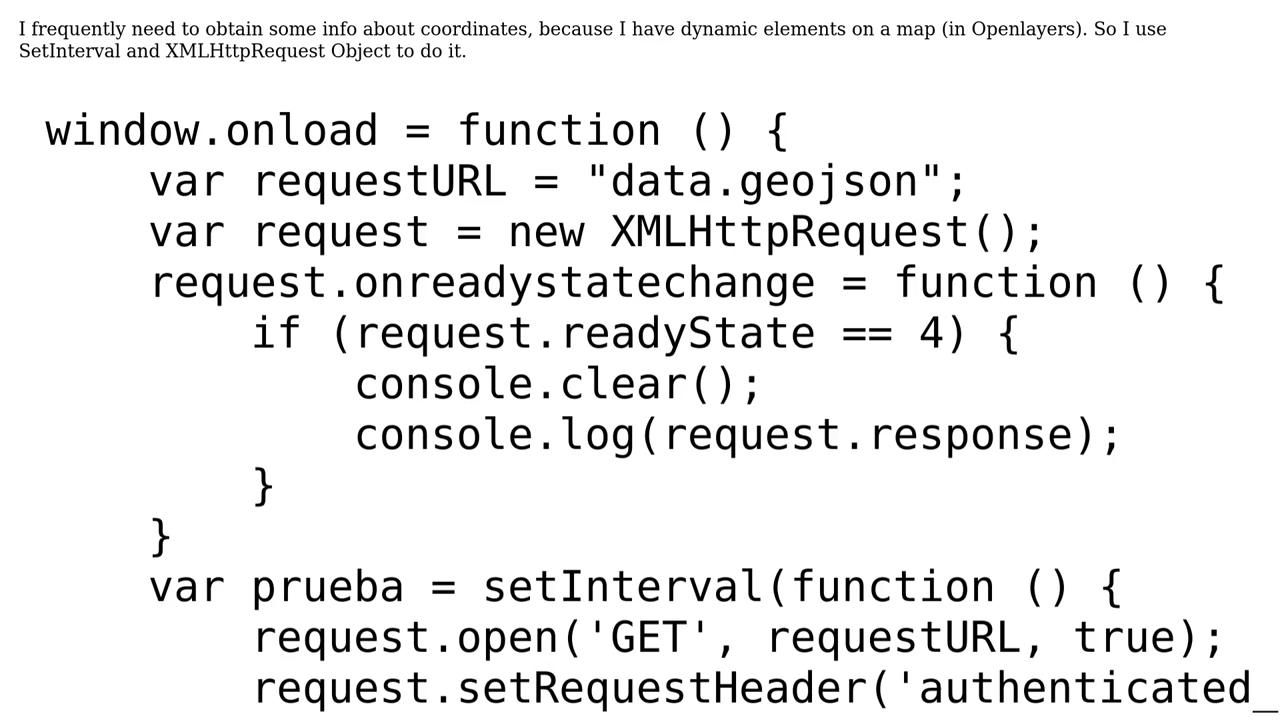 I frequently need to obtain some info about coordinates, because I have dynamic elements on a map (in Openlayers). So I use
SetInterval and XMLHttpRequest Object to do it.
window.onload = function () {
    var requestURL = "data.geojson";
    var request = new XMLHttpRequest();
    request.onreadystatechange = function () {
        if (request.readyState == 4) {
            console.clear();
            console.log(request.response);
        }
    }
    var prueba = setInterval(function () {
        request.open('GET', requestURL, true);
        request.setRequestHeader('authenticated_